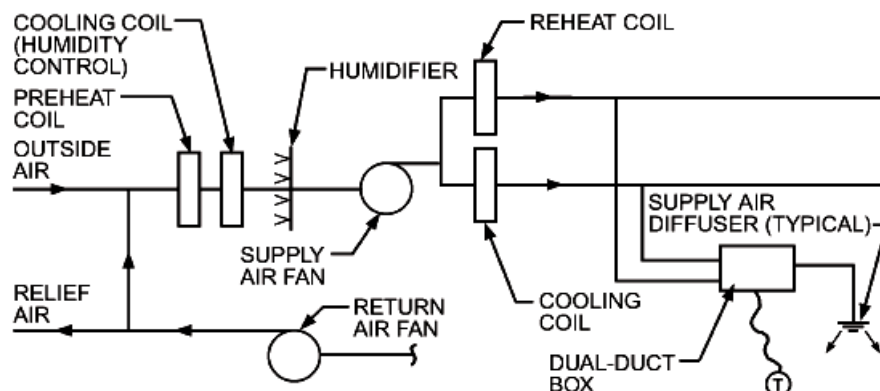 COOLING COIL
(HUMIDITY
CONTROL)
PREHEAT
COIL
OUTSIDE
AIR
HUMIDIFIER
REHEAT COIL
SUPPLY
AIR FAN
SUPPLY AIR
DIFFUSER (TYPICAL)
COOLING
COIL
RELIEF
AIR
RETURN
AIR FAN
DUAL-DUCT
BOX
T